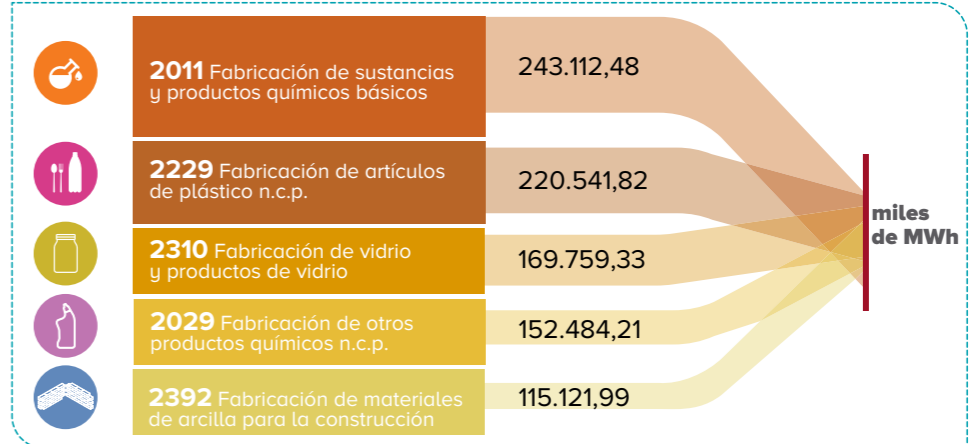 2011 Fabricación de sustancias
y productos químicos básicos
243.112,48
2229 Fabricación de artículos
de plástico n.c.p.
220.541,82
2310 Fabricación de vidrio
y productos de vidrio
169.759,33
2029 Fabricación de otros
productos químicos n.c.p.
152.484,21
2392 Fabricación de materiales
de arcilla para la construcción
115.121,99
miles
de MWh